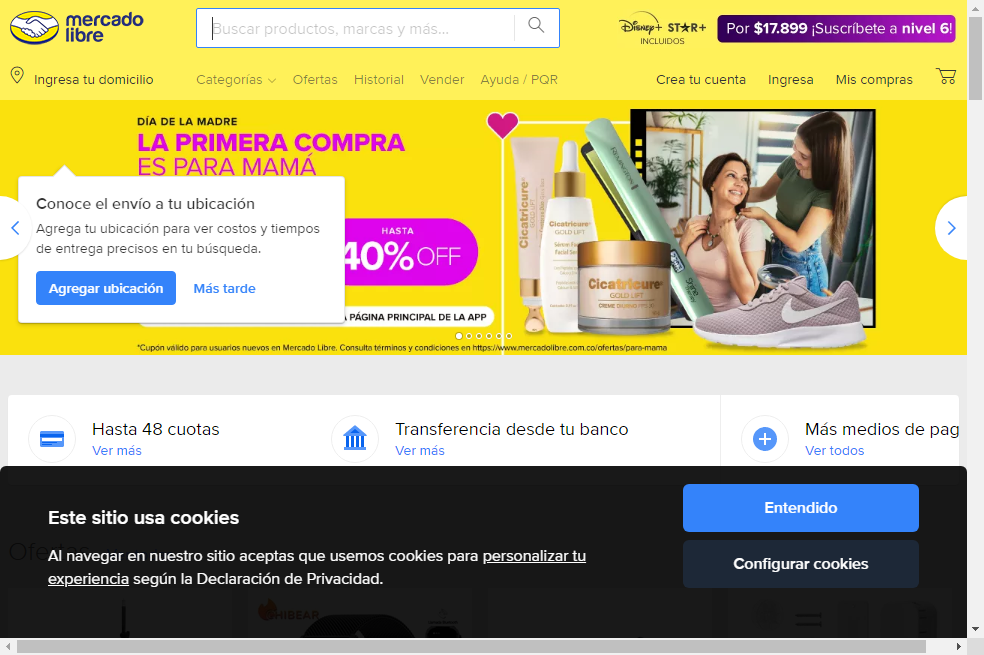 mercado
libre
Buscar productos, marcas y más...
Disney+ STAR+
INCLUIDOS
Por $17.899 ¡Suscríbete a nivel 6!
Ingresa tu domicilio
Categorías
Ofertas
Historial
Vender
Ayuda / PQR
Crea tu cuenta
Ingresa
Mis compras
DÍA DE LA MADRE
LA PRIMERA COMPRA
ES PARA MAMÁ
Conoce el envío a tu ubicación
Agrega tu ubicación para ver costos y tiempos
de entrega precisos en tu búsqueda.
Agregar ubicación
Más tarde
HASTA
40% OFF
A PÁGINA PRINCIPAL DE LA APP
Cicatricure
GOLD LIFT
Cicatricure
GOLD LIFT
Cicatricure
GOLD LIFT
REMINGTON
*Cupón válido para usuarios nuevos en Mercado Libre. Consulta términos y condiciones en https://www.mercadolibre.com.co/ofertas/para-mama
Hasta 48 cuotas
Ver más
Transferencia desde tu banco
Ver más
Más medios de pag
Ver todos
Este sitio usa cookies
Al navegar en nuestro sitio aceptas que usemos cookies para personalizar tu
experiencia según la Declaración de Privacidad.
Entendido
Configurar cookies
HIBEAR